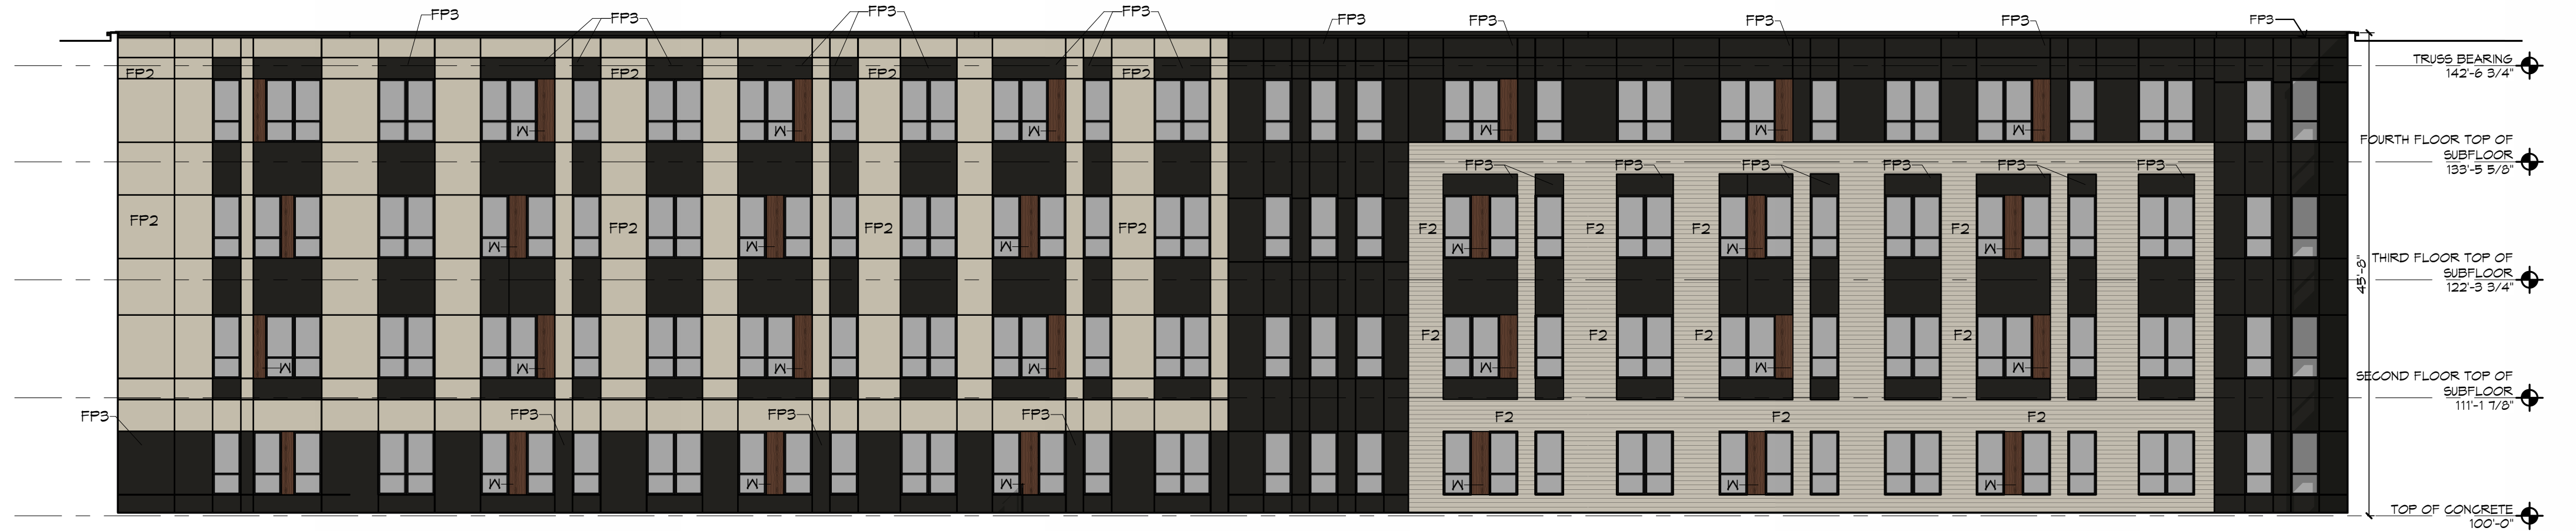 FP3
FP3
FP3
FP3
FP3
FP3
FP3
FP3
FP3
TRUSS BEARING
142'-6 3/4"
FP2
FP2
FP2
FP2
M
M
M
M
M
M
FOURTH FLOOR TOP OF
SUBFLOOR
133'-5 5/8"
FP3
FP3
FP3
FP3
FP3
FP3
FP2
FP2
FP2
FP2
F2
F2
F2
F2
M
M
M
M
M
M
THIRD FLOOR TOP OF
SUBFLOOR
122'-3 3/4"
45'-8"
F2
F2
F2
F2
M
M
M
M
M
M
M
SECOND FLOOR TOP OF
SUBFLOOR
111'-1 7/8"
FP3
FP3
FP3
FP3
F2
F2
F2
M
M
M
M
M
M
TOP OF CONCRETE
100'-0"